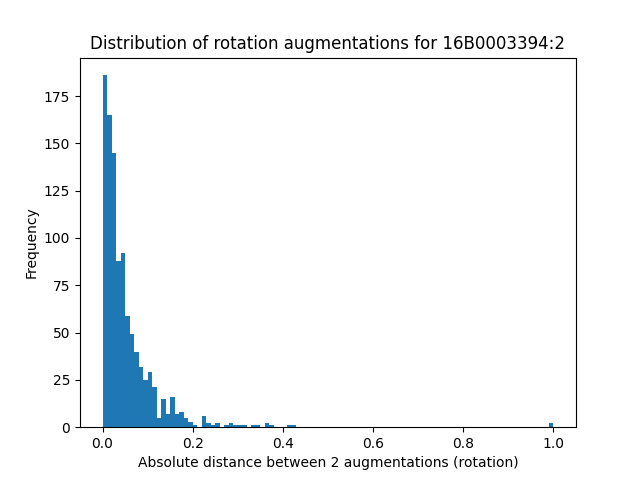 Distribution of rotation augmentations for 16B0003394:2
175
150
125
100
75
50
25
0
Frequency
0.0 0.2 0.4 0.6 0.8 1.0
Absolute distance between 2 augmentations (rotation)